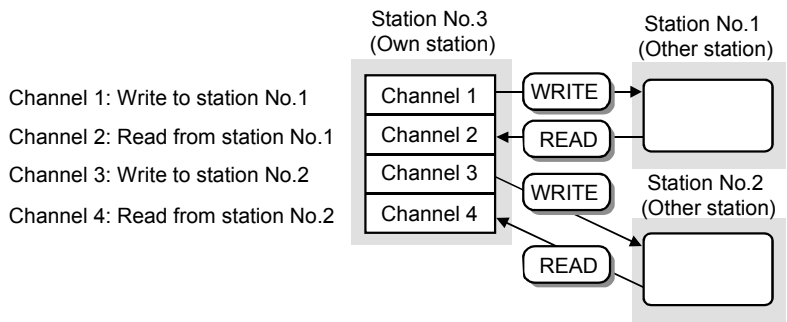 Station No.3
(Own station)
Station No.1
(Other station)
Channel 1: Write to station No.1
Channel 2: Read from station No.1
Channel 3: Write to station No.2
Channel 4: Read from station No.2
Channel 1
WRITE
Channel 2
READ
Channel 3
WRITE
Channel 4
READ
Station No.2
(Other station)